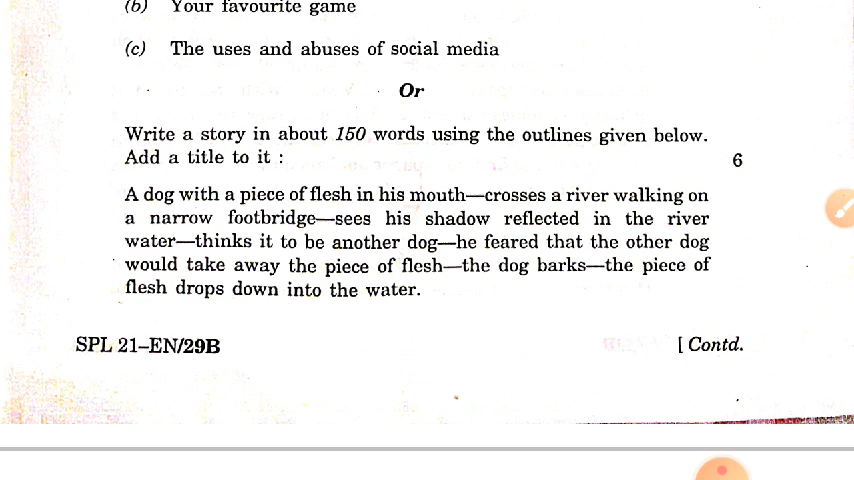 (b) Your favourite game
(c) The uses and abuses of social media
Or
Write a story in about 150 words using the outlines given below.
Add a title to it : 6
A dog with a piece of flesh in his mouth—crosses a river walking on
a narrow footbridge—sees his shadow reflected in the river
water—thinks it to be another dog—he feared that the other dog
would take away the piece of flesh—the dog barks—the piece of
flesh drops down into the water.
SPL 21–EN/29B [ Contd.